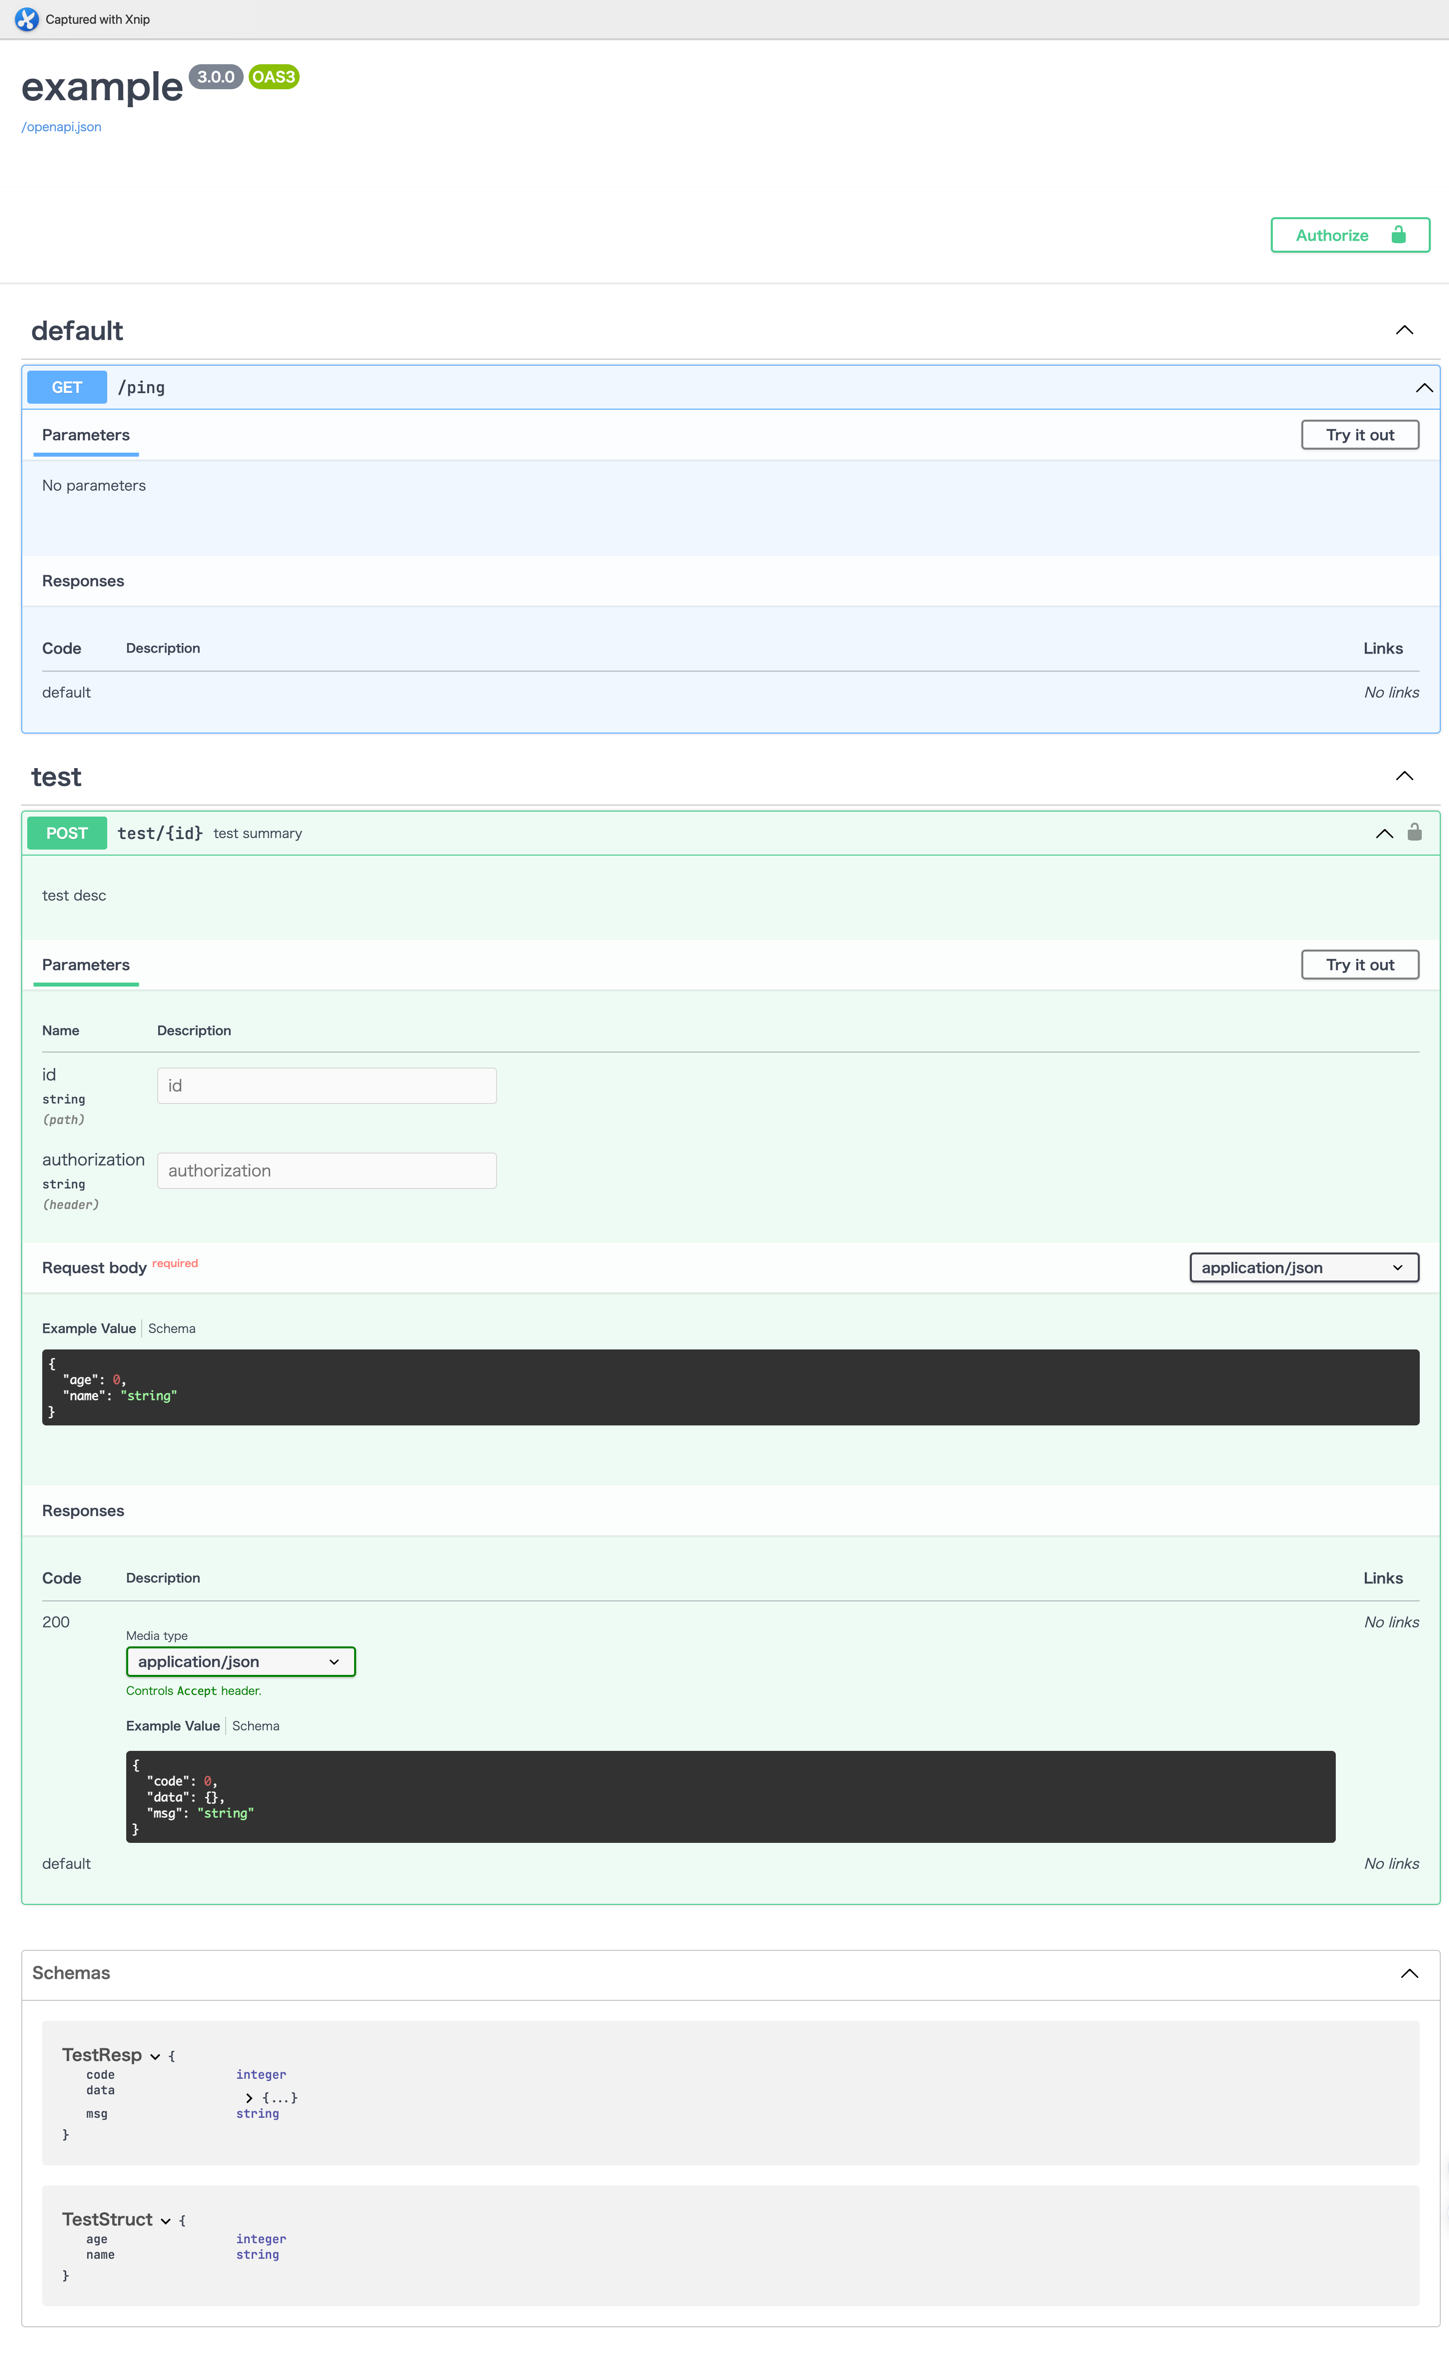 Captured with Xnip
example 3.0.0 OAS3
/openapi.json
Authorize
default
GET /ping
Parameters Try it out
No parameters
Responses
Code Description Links
default No links
test
POST test/{id} test summary
test desc
Parameters Try it out
Name Description
id
string
(path)
id
authorization
string
(header)
authorization
Request body required application/json
Example Value Schema
{
"age": 0,
"name": "string"
}
Responses
Code Description Links
200 No links
Media type
application/json
Controls Accept header.
Example Value Schema
{
"code": 0,
"data": {},
"msg": "string"
}
default No links
Schemas
TestResp {
code integer
data {...}
msg string
}
TestStruct {
age integer
name string
}